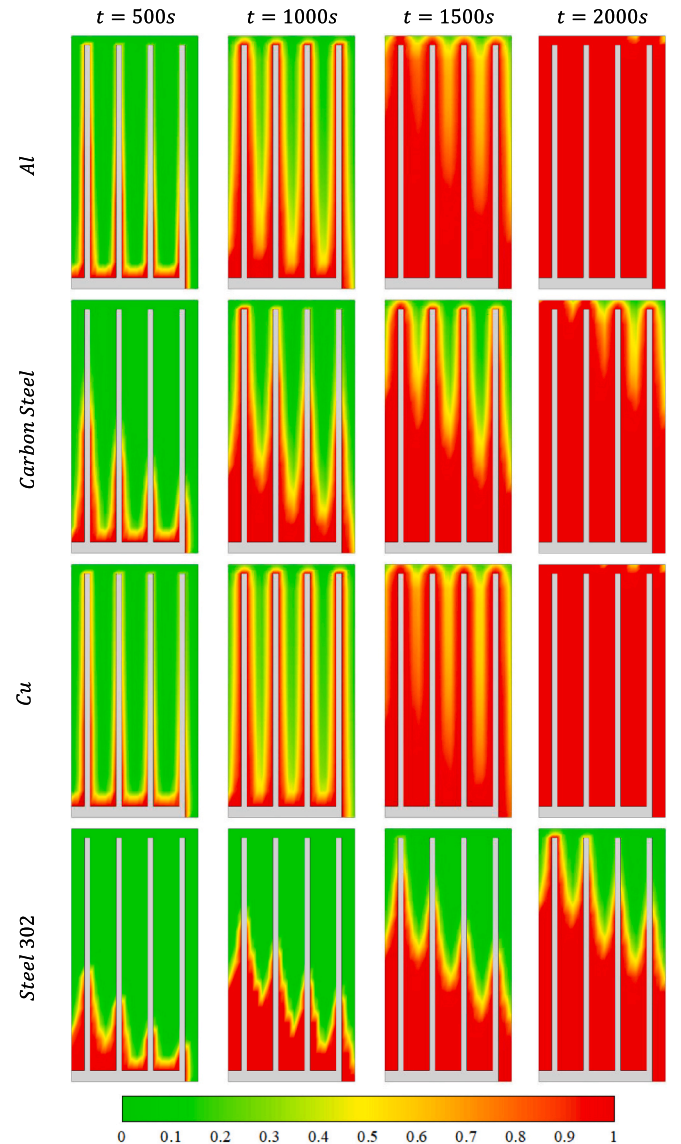 t = 500s t = 1000s t = 1500s t = 2000s
Al
Carbon Steel
Cu
Steel 302
0 0.1 0.2 0.3 0.4 0.5 0.6 0.7 0.8 0.9 1